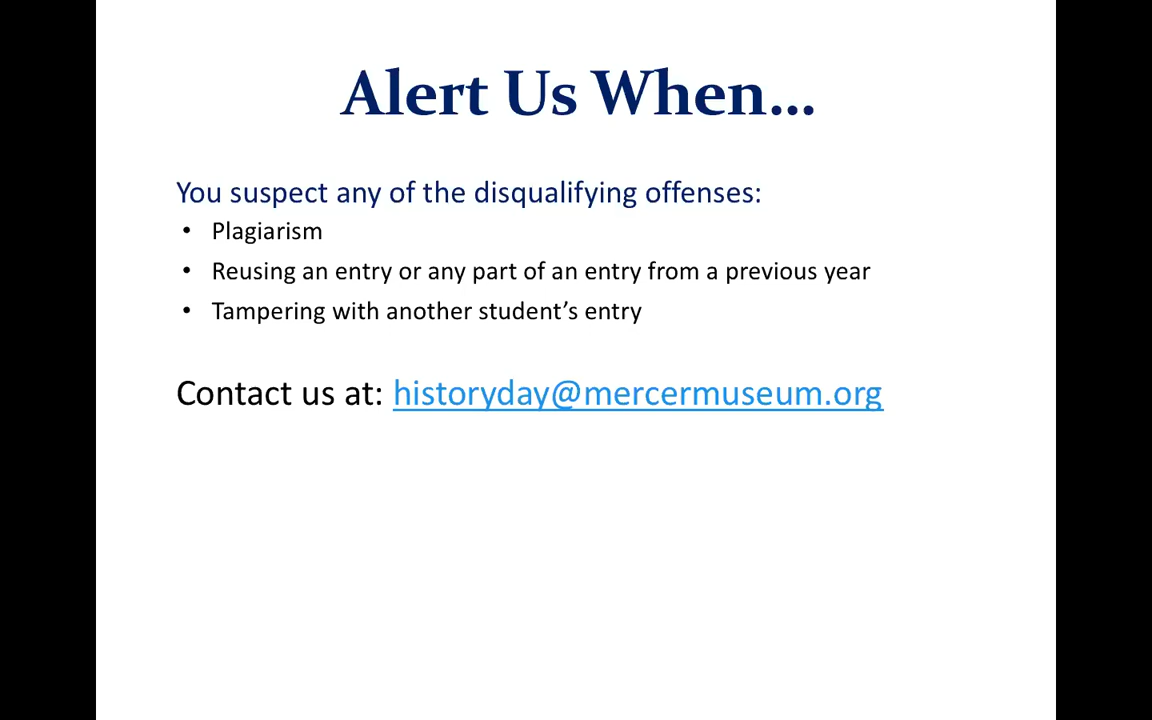 Alert Us When...
You suspect any of the disqualifying offenses:
• Plagiarism
• Reusing an entry or any part of an entry from a previous year
• Tampering with another student’s entry
Contact us at: historyday@mercermuseum.org